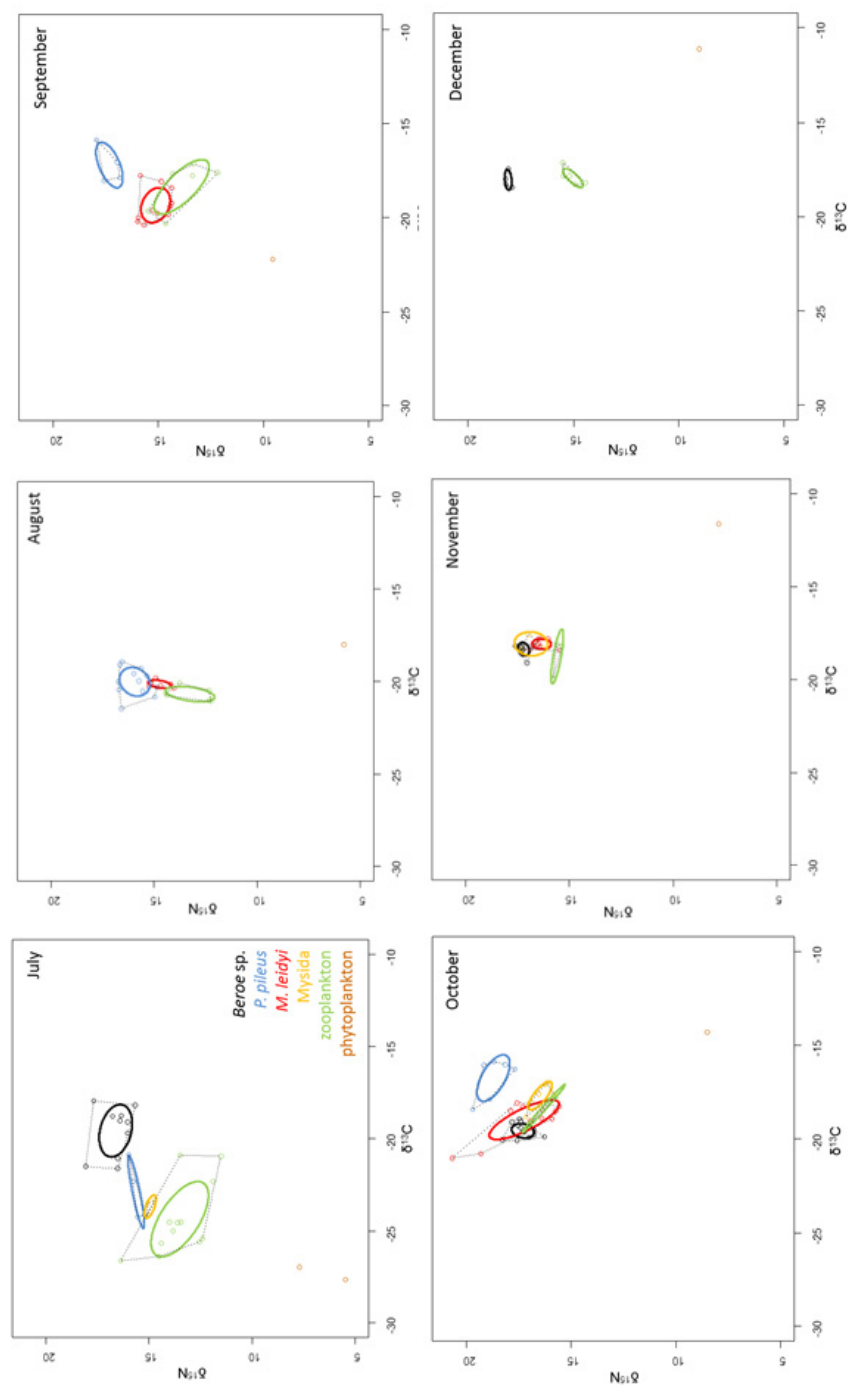 July
δ¹⁵N
20
15
10
5
-30 -25 -20 -15 -10
δ¹³C
Beroe sp.
P. pileus
M. leidyi
Mysida
zooplankton
phytoplankton
August
δ¹⁵N
20
15
10
5
-30 -25 -20 -15 -10
δ¹³C
September
δ¹⁵N
20
15
10
5
-30 -25 -20 -15 -10
October
δ¹⁵N
20
15
10
5
-30 -25 -20 -15 -10
δ¹³C
November
δ¹⁵N
20
15
10
5
-30 -25 -20 -15 -10
δ¹³C
December
δ¹⁵N
20
15
10
5
-30 -25 -20 -15 -10
δ¹³C